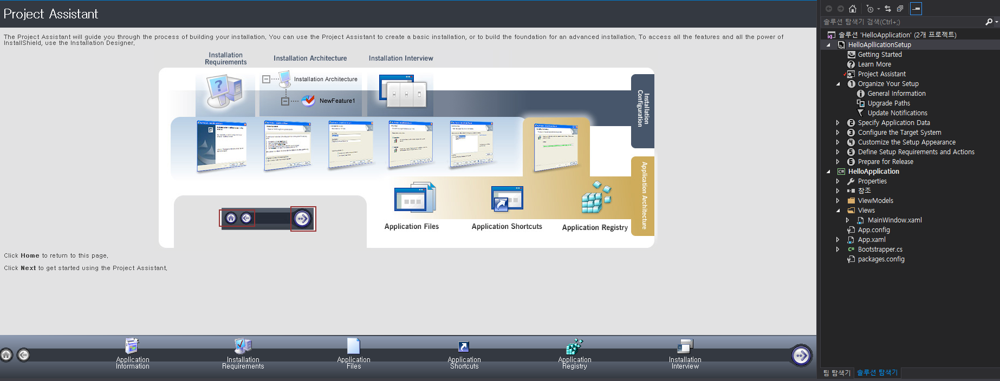 Project Assistant
The Project Assistant will guide you through the process of building your installation. You can use the Project Assistant to create a basic installation, or to build the foundation for an advanced installation. To access all the features and all the power of
InstallShield, use the Installation Designer.
Installation
Requirements
Installation Architecture
Installation Interview
Installation Architecture
NewFeature1
Installation
Configuration
Application Architecture
Application Files
Application Shortcuts
Application Registry
Click Home to return to this page.
Click Next to get started using the Project Assistant.
Application
Information
Installation
Requirements
Application
Files
Application
Shortcuts
Application
Registry
Installation
Interview
솔루션 탐색기 검색(Ctrl+;)
솔루션 'HelloApplication' (2개 프로젝트)
HelloApllicationSetup
Getting Started
Learn More
Project Assistant
1 Organize Your Setup
General Information
Upgrade Paths
Update Notifications
2 Specify Application Data
3 Configure the Target System
4 Customize the Setup Appearance
5 Define Setup Requirements and Actions
6 Prepare for Release
C# HelloApplication
Properties
참조
ViewModels
Views
MainWindow.xaml
App.config
App.xaml
C# Bootstrapper.cs
packages.config
팀 탐색기 솔루션 탐색기